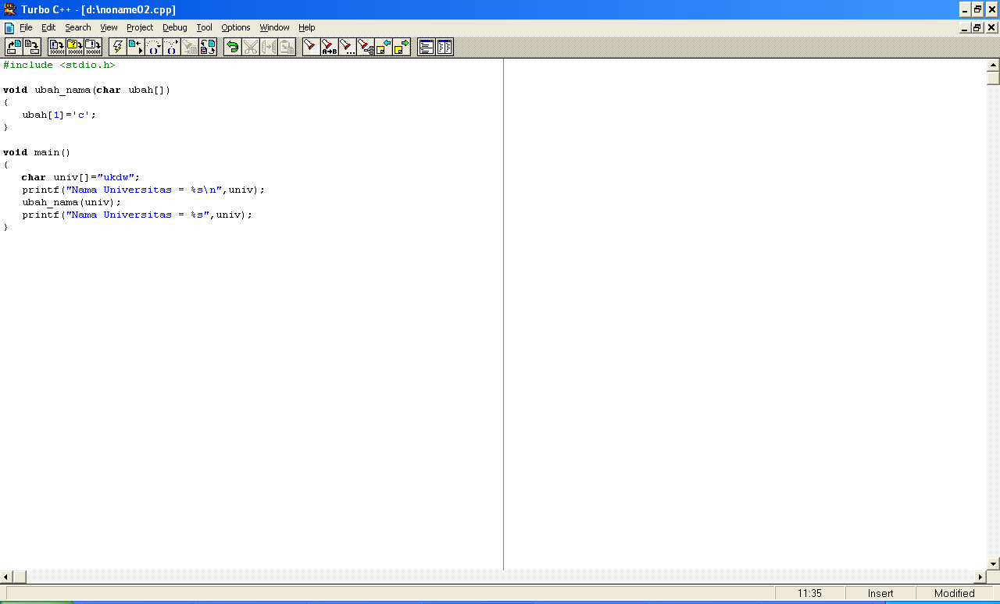 Turbo C++ - [d:\noname02.cpp]
File Edit Search View Project Debug Tool Options Window Help
#include <stdio.h>
void ubah_nama(char ubah[])
{
ubah[1]='c';
}
void main()
{
char univ[]="ukdw";
printf("Nama Universitas = %s\n",univ);
ubah_nama(univ);
printf("Nama Universitas = %s",univ);
}
11:35 Insert Modified